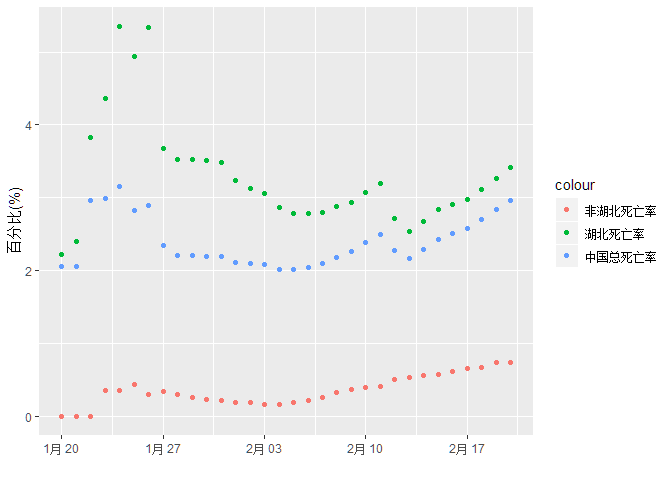 百分比(%)
4
2
0
1月 20
1月 27
2月 03
2月 10
2月 17
colour
非湖北死亡率
湖北死亡率
中国总死亡率